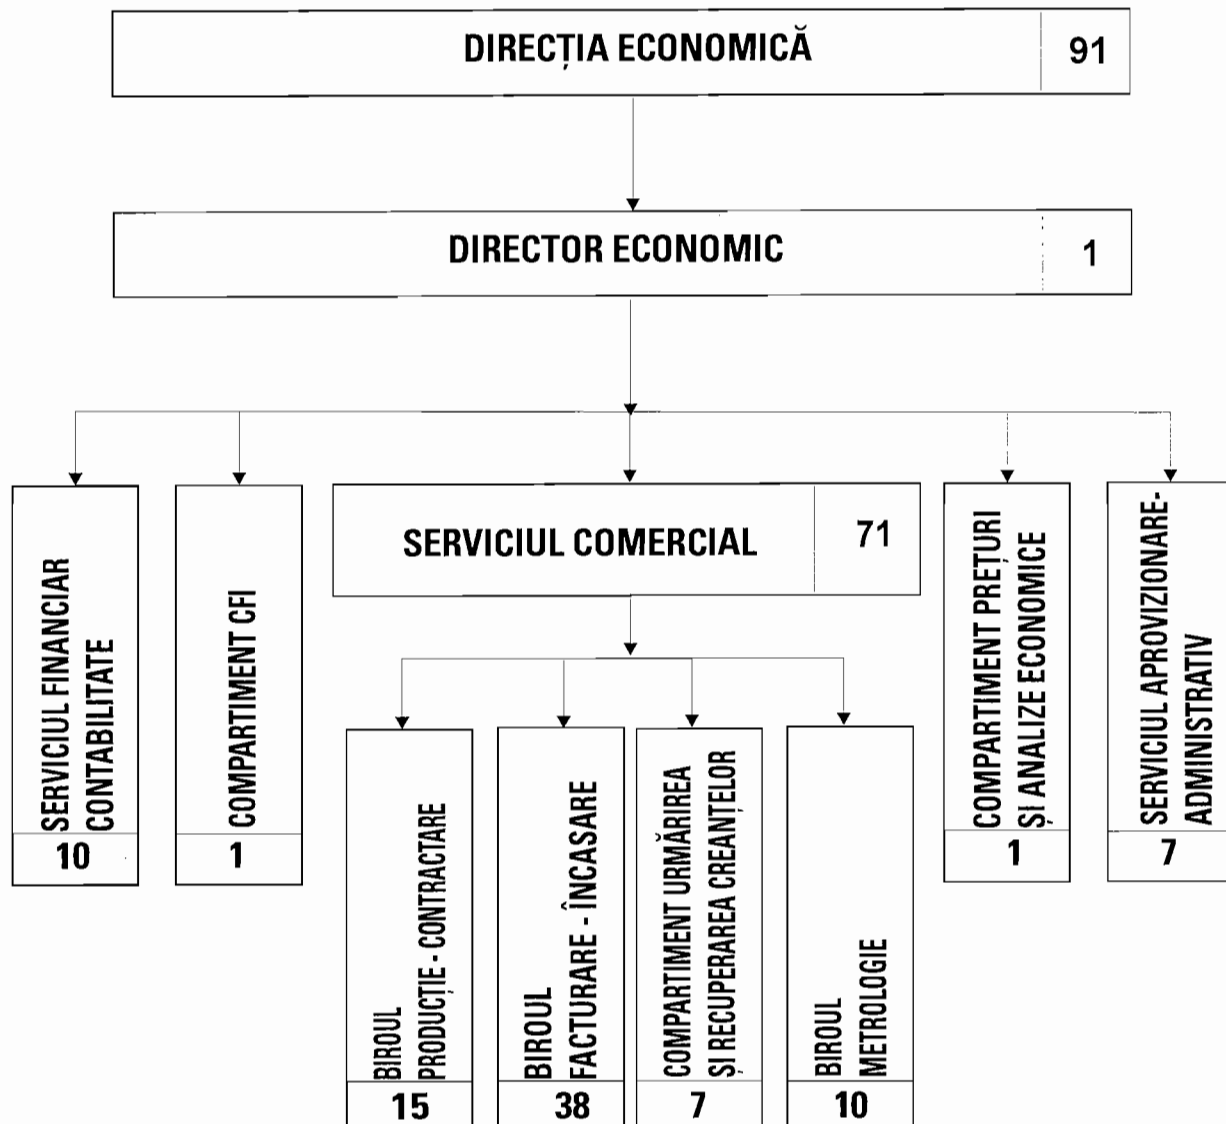 DIRECȚIA ECONOMICĂ
91
DIRECTOR ECONOMIC
1
SERVICIUL FINANCIAR
CONTABILITATE
10
COMPARTIMENT CFI
1
SERVICIUL COMERCIAL
71
COMPARTIMENT PREȚURI
ȘI ANALIZE ECONOMICE
1
SERVICIUL APROVIZIONARE-
ADMINISTRATIV
7
BIROUL
PRODUCȚIE - CONTRACTARE
15
BIROUL
FACTURARE - ÎNCASARE
38
COMPARTIMENT URMĂRIREA
ȘI RECUPERAREA CREANȚELOR
7
BIROUL
METROLOGIE
10